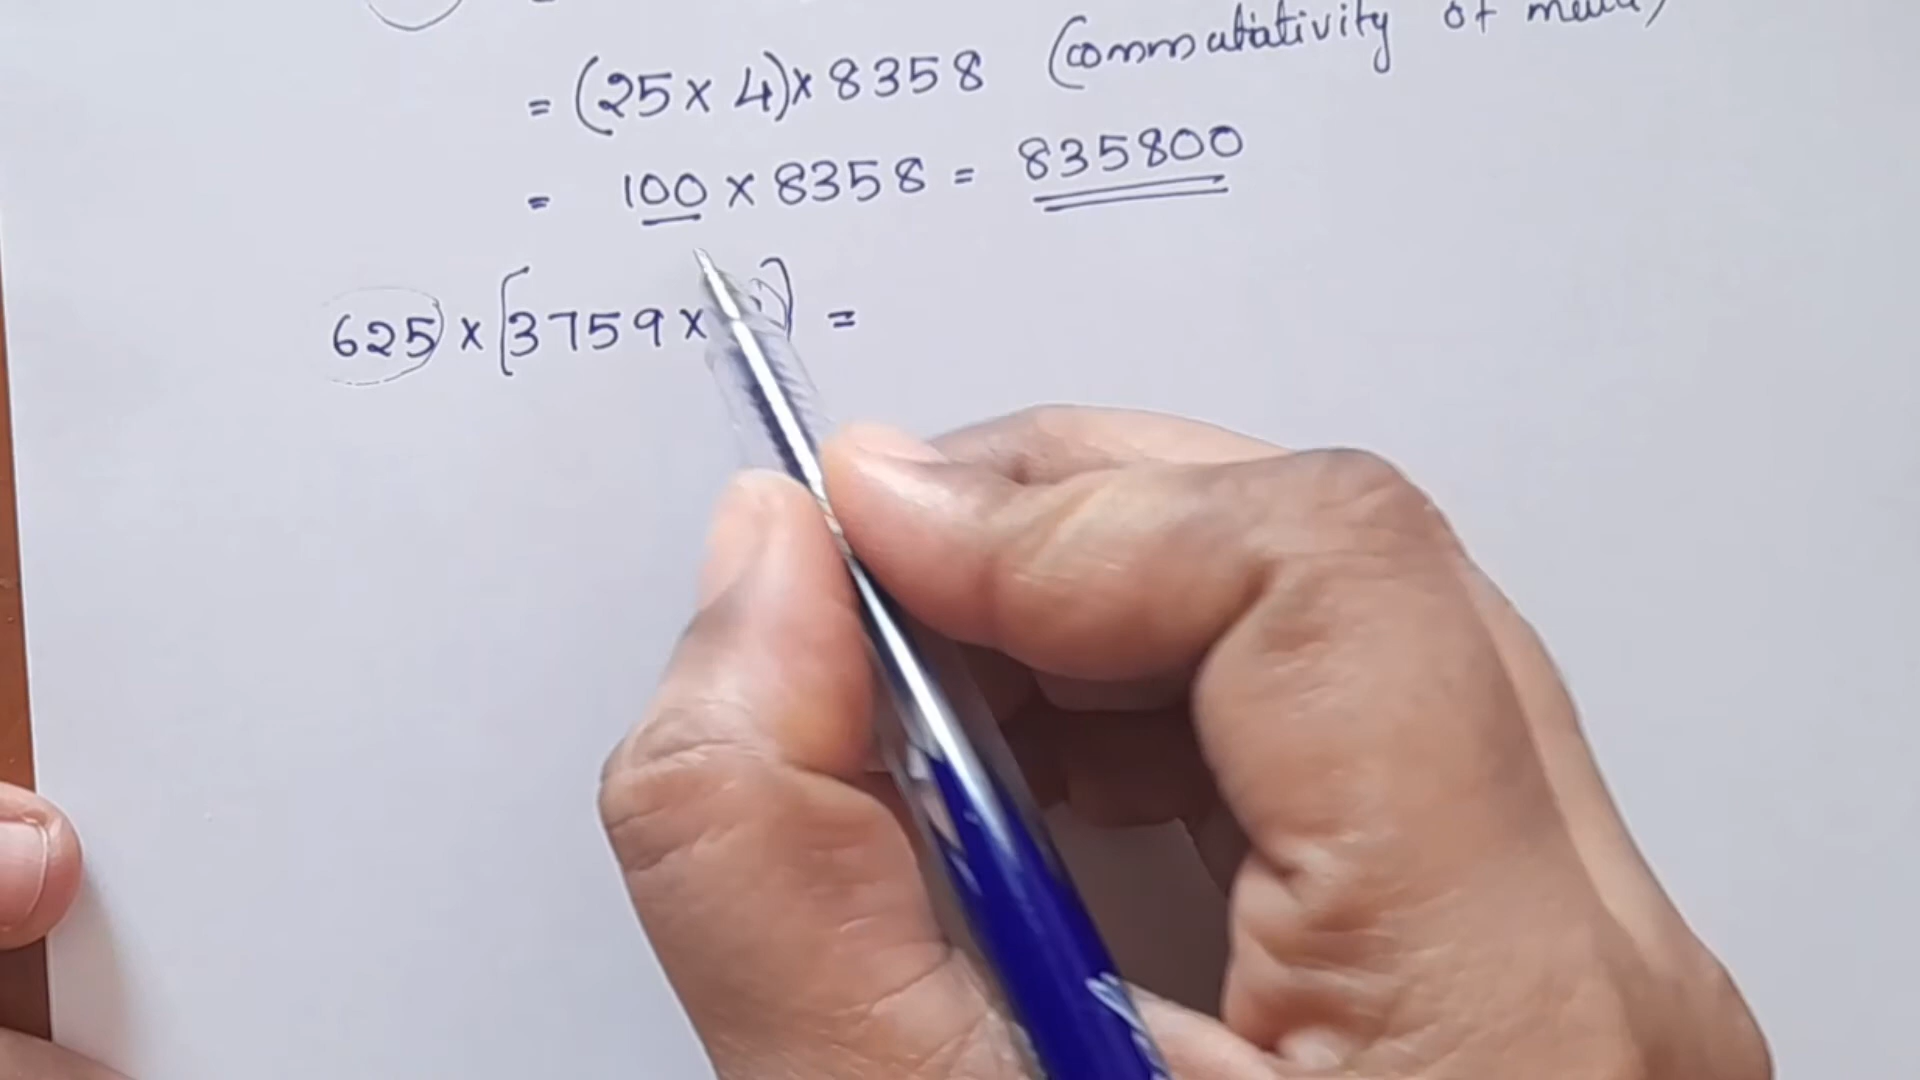 = (25 × 4) × 8358 (commutativity of
= 100 × 8358 = 835800
625 × (3759 × ) =